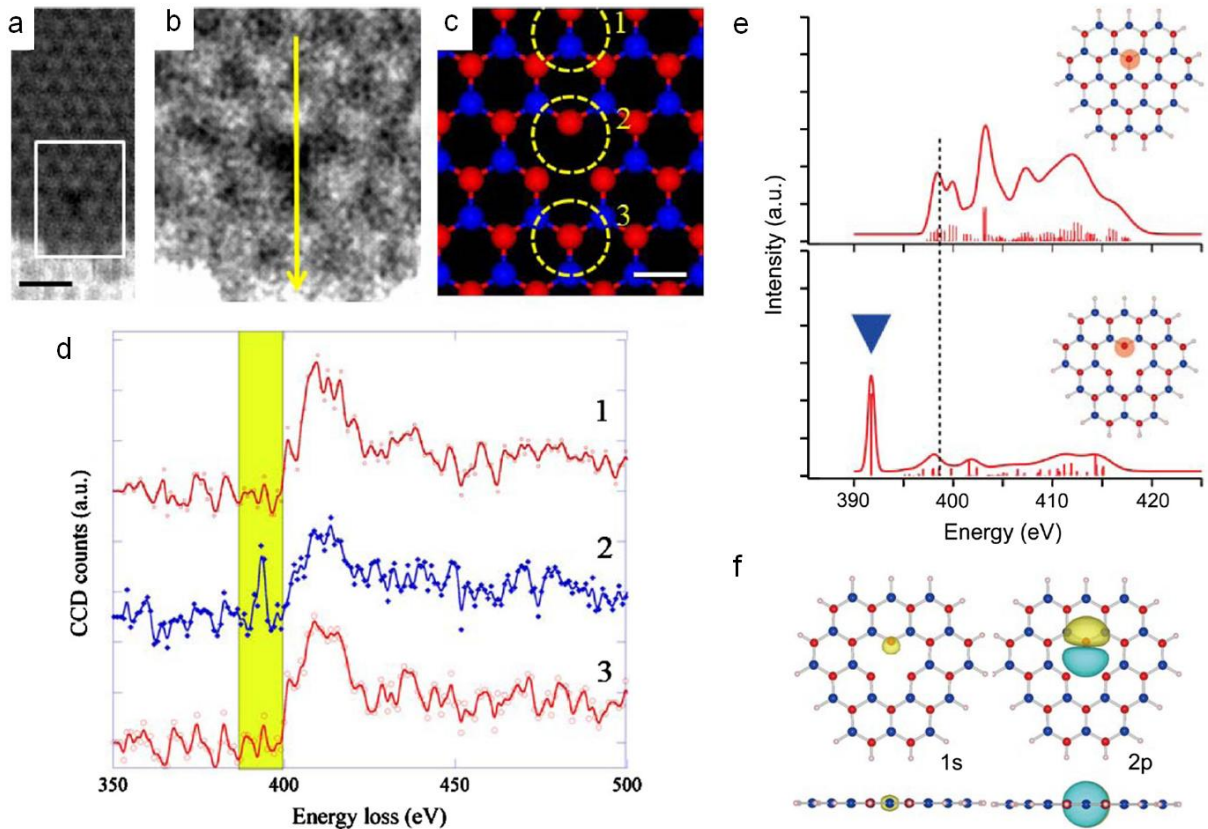 a
b
c
1
2
3
d
1
2
3
CCD counts (a.u.)
350
400
450
500
Energy loss (eV)
e
Intensity (a.u.)
390
400
410
420
Energy (eV)
f
1s
2p